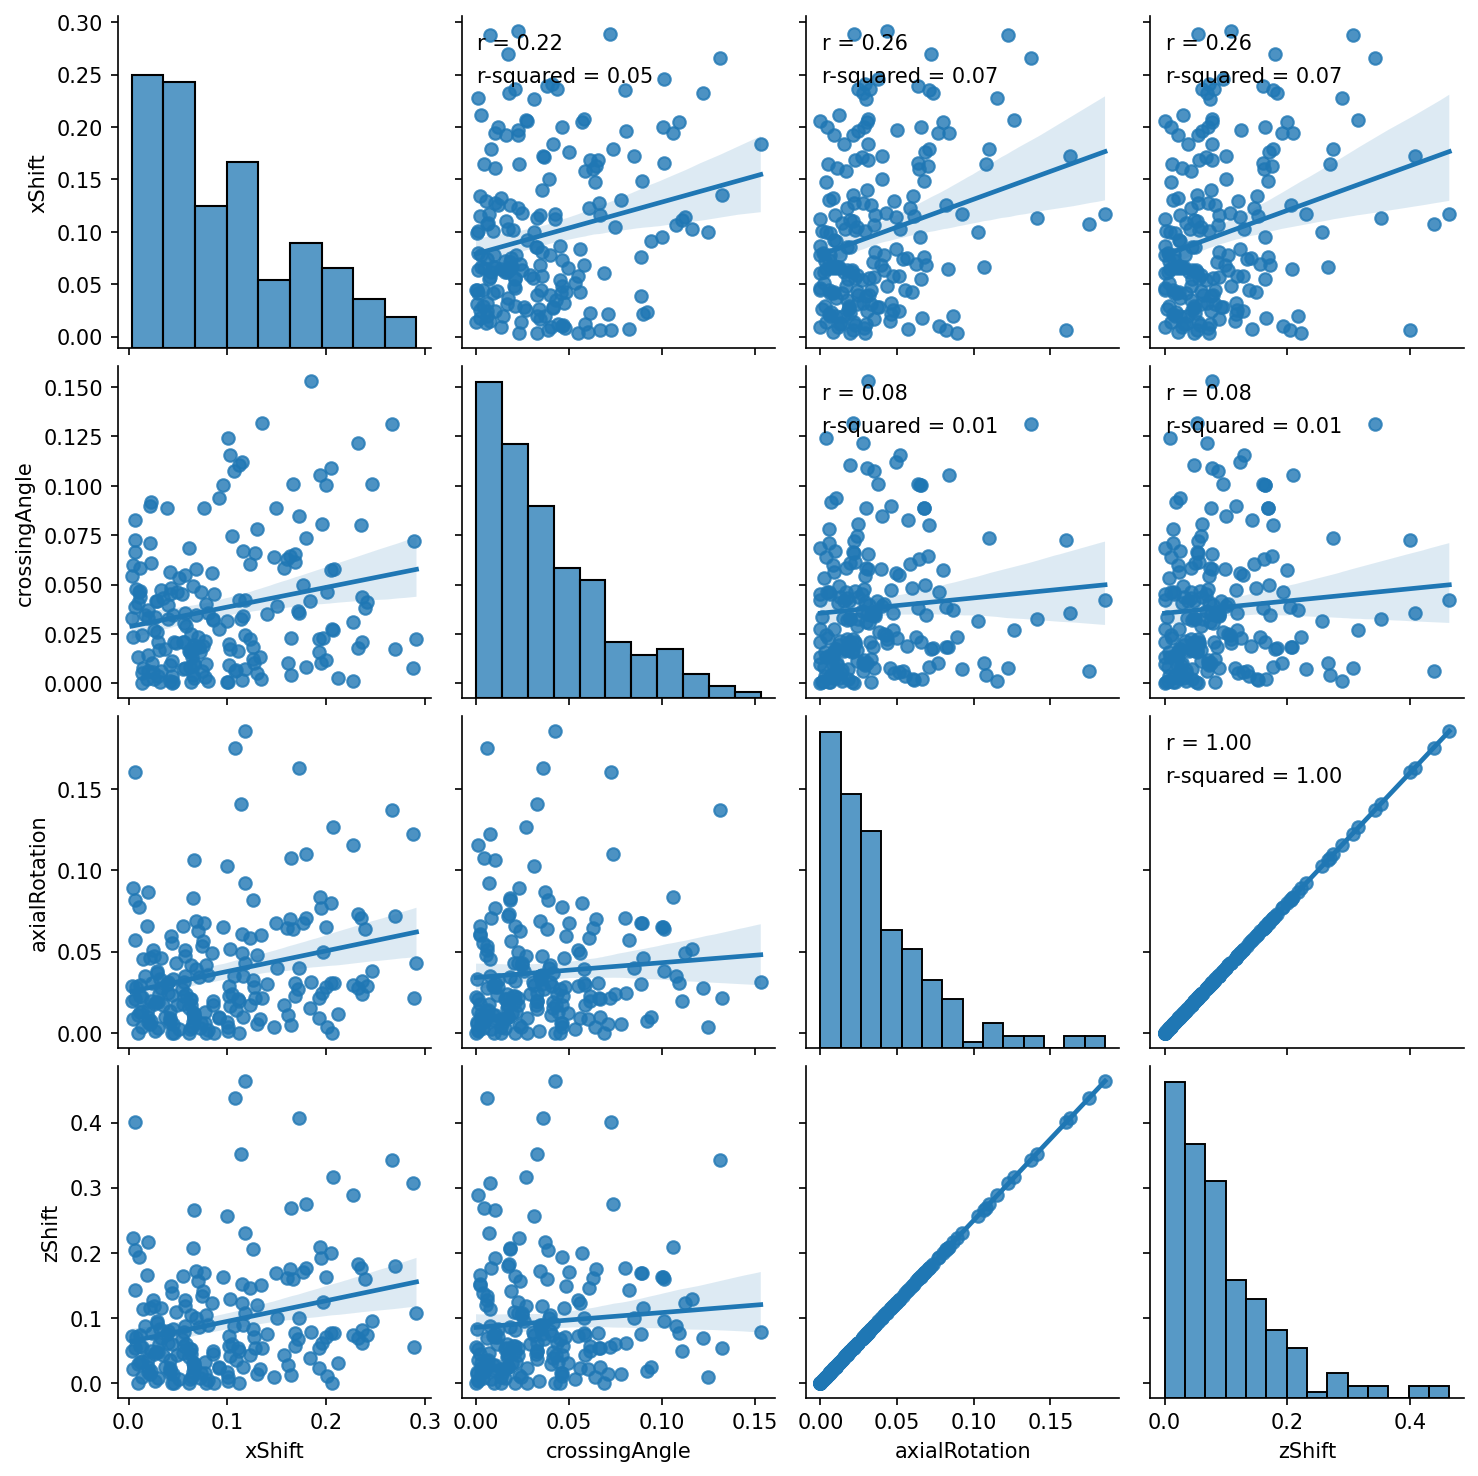 0.30
0.25
0.20
0.15
0.10
0.05
0.00
xShift
r = 0.22
r-squared = 0.05
r = 0.26
r-squared = 0.07
r = 0.26
r-squared = 0.07
0.150
0.125
0.100
0.075
0.050
0.025
0.000
crossingAngle
r = 0.08
r-squared = 0.01
r = 0.08
r-squared = 0.01
0.15
0.10
0.05
0.00
axialRotation
r = 1.00
r-squared = 1.00
0.4
0.3
0.2
0.1
0.0
zShift
0.0 0.1 0.2 0.3
0.00 0.05 0.10 0.15
0.00 0.05 0.10 0.15
0.0 0.2 0.4
xShift crossingAngle axialRotation zShift